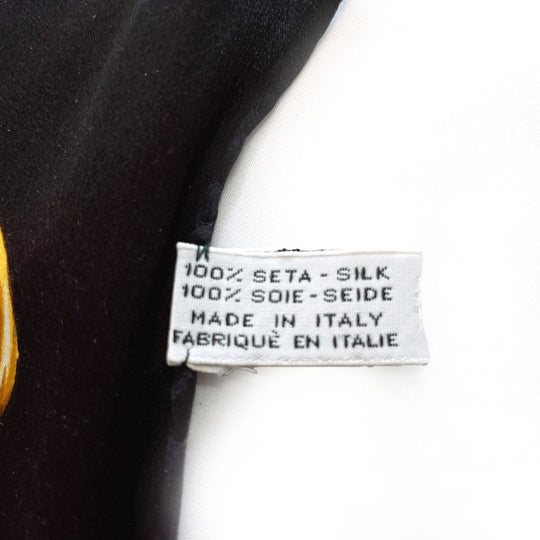 100% SETA - SILK
100% SOIE - SEIDE
MADE IN ITALY
FABRIQUÈ EN ITALIE